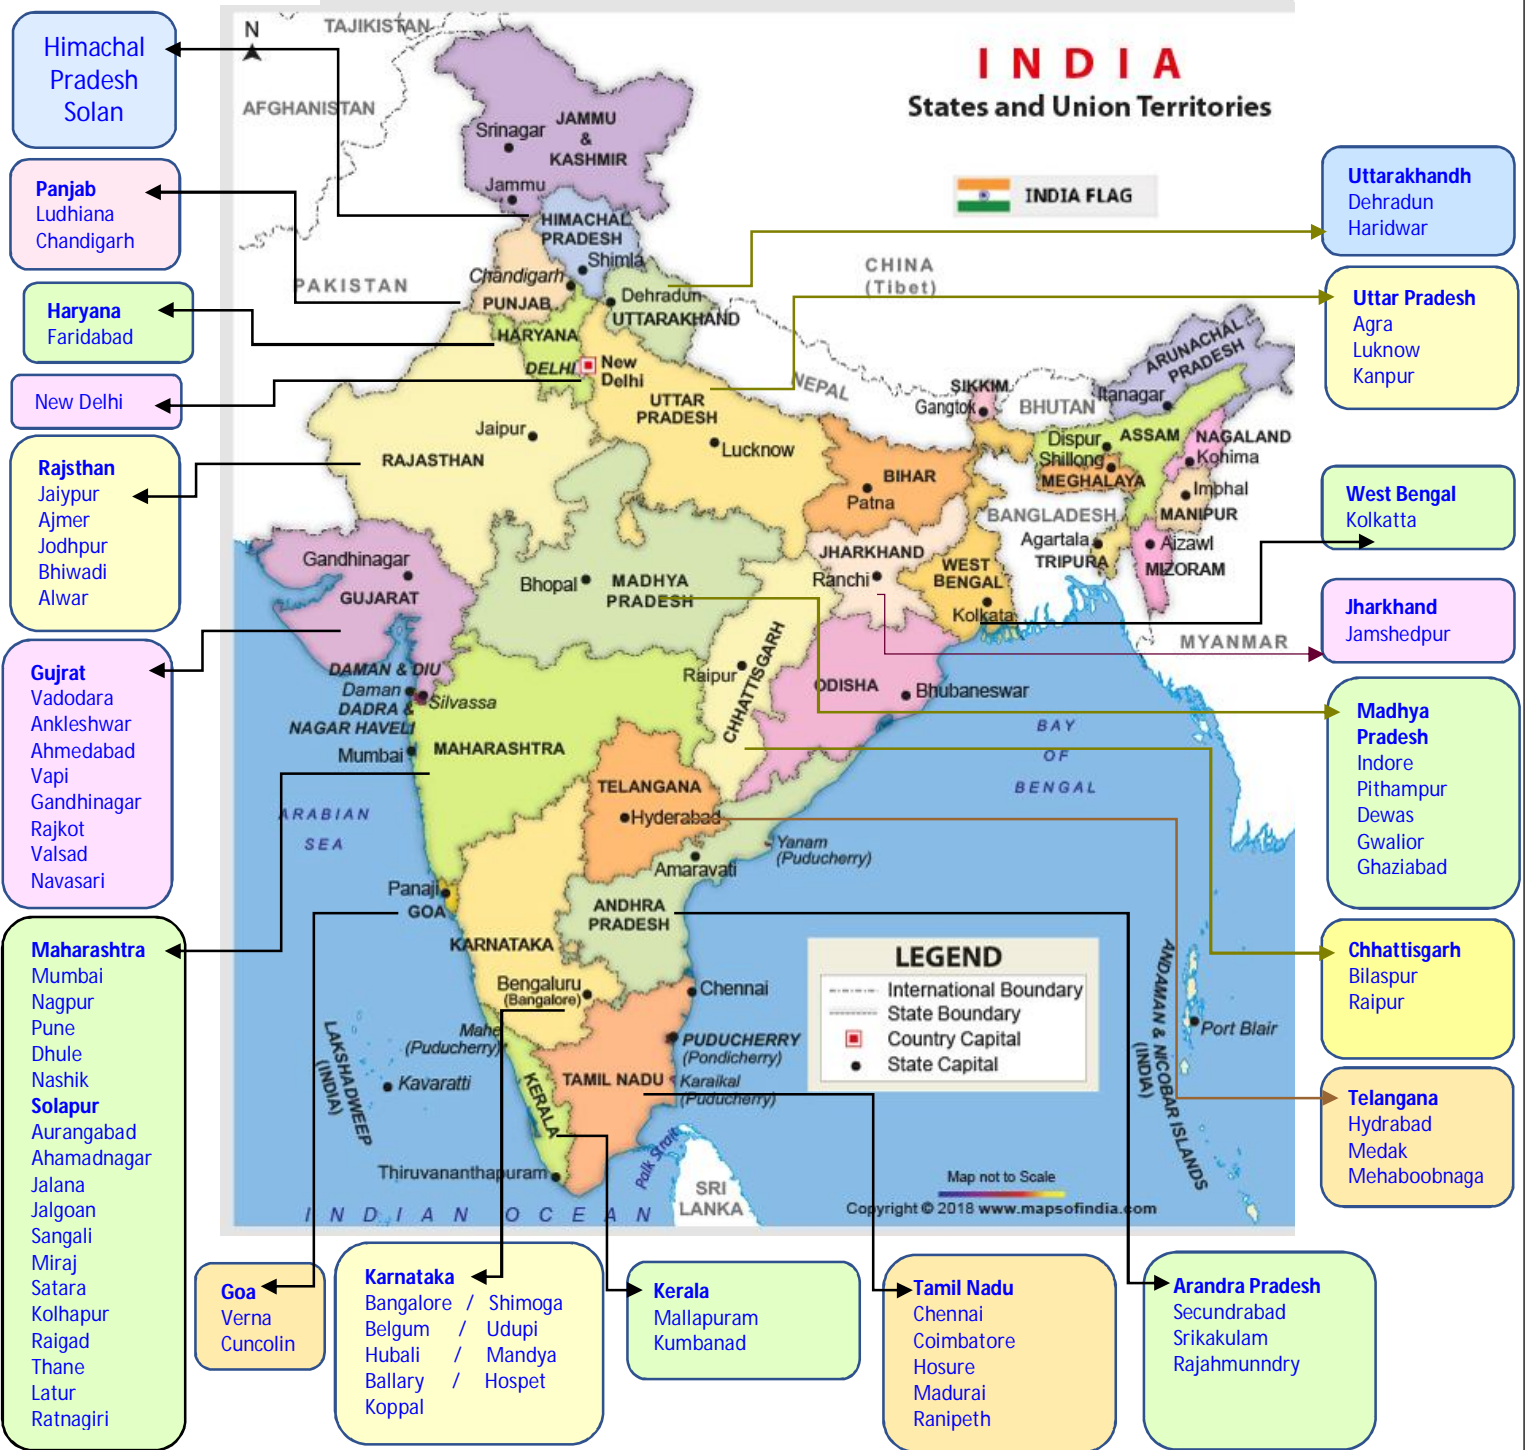 INDIA
States and Union Territories
INDIA FLAG
N
TAJIKISTAN
AFGHANISTAN
PAKISTAN
CHINA
(Tibet)
NEPAL
BHUTAN
BANGLADESH
MYANMAR
SRI
LANKA
JAMMU
&
KASHMIR
Srinagar
Jammu
HIMACHAL
PRADESH
Shimla
Chandigarh
PUNJAB
Dehradun
UTTARAKHAND
HARYANA
DELHI
New
Delhi
UTTAR
PRADESH
Lucknow
Jaipur
RAJASTHAN
SIKKIM
Gangtok
ARUNACHAL
PRADESH
Itanagar
Dispur
ASSAM
NAGALAND
Kohima
Shillong
MEGHALAYA
Imphal
MANIPUR
Agartala
TRIPURA
Aizawl
MIZORAM
BIHAR
Patna
JHARKHAND
Ranchi
WEST
BENGAL
Kolkata
Gandhinagar
GUJARAT
Bhopal
MADHYA
PRADESH
CHHATTISGARH
Raipur
ODISHA
Bhubaneswar
DAMAN & DIU
Daman
Silvassa
DADRA &
NAGAR HAVELI
Mumbai
MAHARASHTRA
TELANGANA
Hyderabad
Yanam
(Puducherry)
Amaravati
ANDHRA
PRADESH
Panaji
GOA
KARNATAKA
Bengaluru
(Bangalore)
Chennai
Mahe
(Puducherry)
PUDUCHERRY
(Pondicherry)
TAMIL NADU
Karaikal
(Puducherry)
KERALA
Thiruvananthapuram
Kavaratti
LAKSHADWEEP
(INDIA)
Port Blair
ANDAMAN & NICOBAR ISLANDS
(INDIA)
ARABIAN
SEA
BAY
OF
BENGAL
Palk Strait
INDIAN OCEAN
LEGEND
International Boundary
State Boundary
Country Capital
State Capital
Map not to Scale
Copyright © 2018 www.mapsofindia.com
Himachal
Pradesh
Solan
Panjab
Ludhiana
Chandigarh
Haryana
Faridabad
New Delhi
Rajsthan
Jaiypur
Ajmer
Jodhpur
Bhiwadi
Alwar
Gujrat
Vadodara
Ankleshwar
Ahmedabad
Vapi
Gandhinagar
Rajkot
Valsad
Navasari
Maharashtra
Mumbai
Nagpur
Pune
Dhule
Nashik
Solapur
Aurangabad
Ahamadnagar
Jalana
Jalgoan
Sangali
Miraj
Satara
Kolhapur
Raigad
Thane
Latur
Ratnagiri
Goa
Verna
Cuncolin
Karnataka
Bangalore / Shimoga
Belgum / Udupi
Hubali / Mandya
Ballary / Hospet
Koppal
Kerala
Mallapuram
Kumbanad
Tamil Nadu
Chennai
Coimbatore
Hosure
Madurai
Ranipeth
Arandra Pradesh
Secundrabad
Srikakulam
Rajahmunndry
Uttarakhandh
Dehradun
Haridwar
Uttar Pradesh
Agra
Luknow
Kanpur
West Bengal
Kolkatta
Jharkhand
Jamshedpur
Madhya
Pradesh
Indore
Pithampur
Dewas
Gwalior
Ghaziabad
Chhattisgarh
Bilaspur
Raipur
Telangana
Hydrabad
Medak
Mehaboobnaga